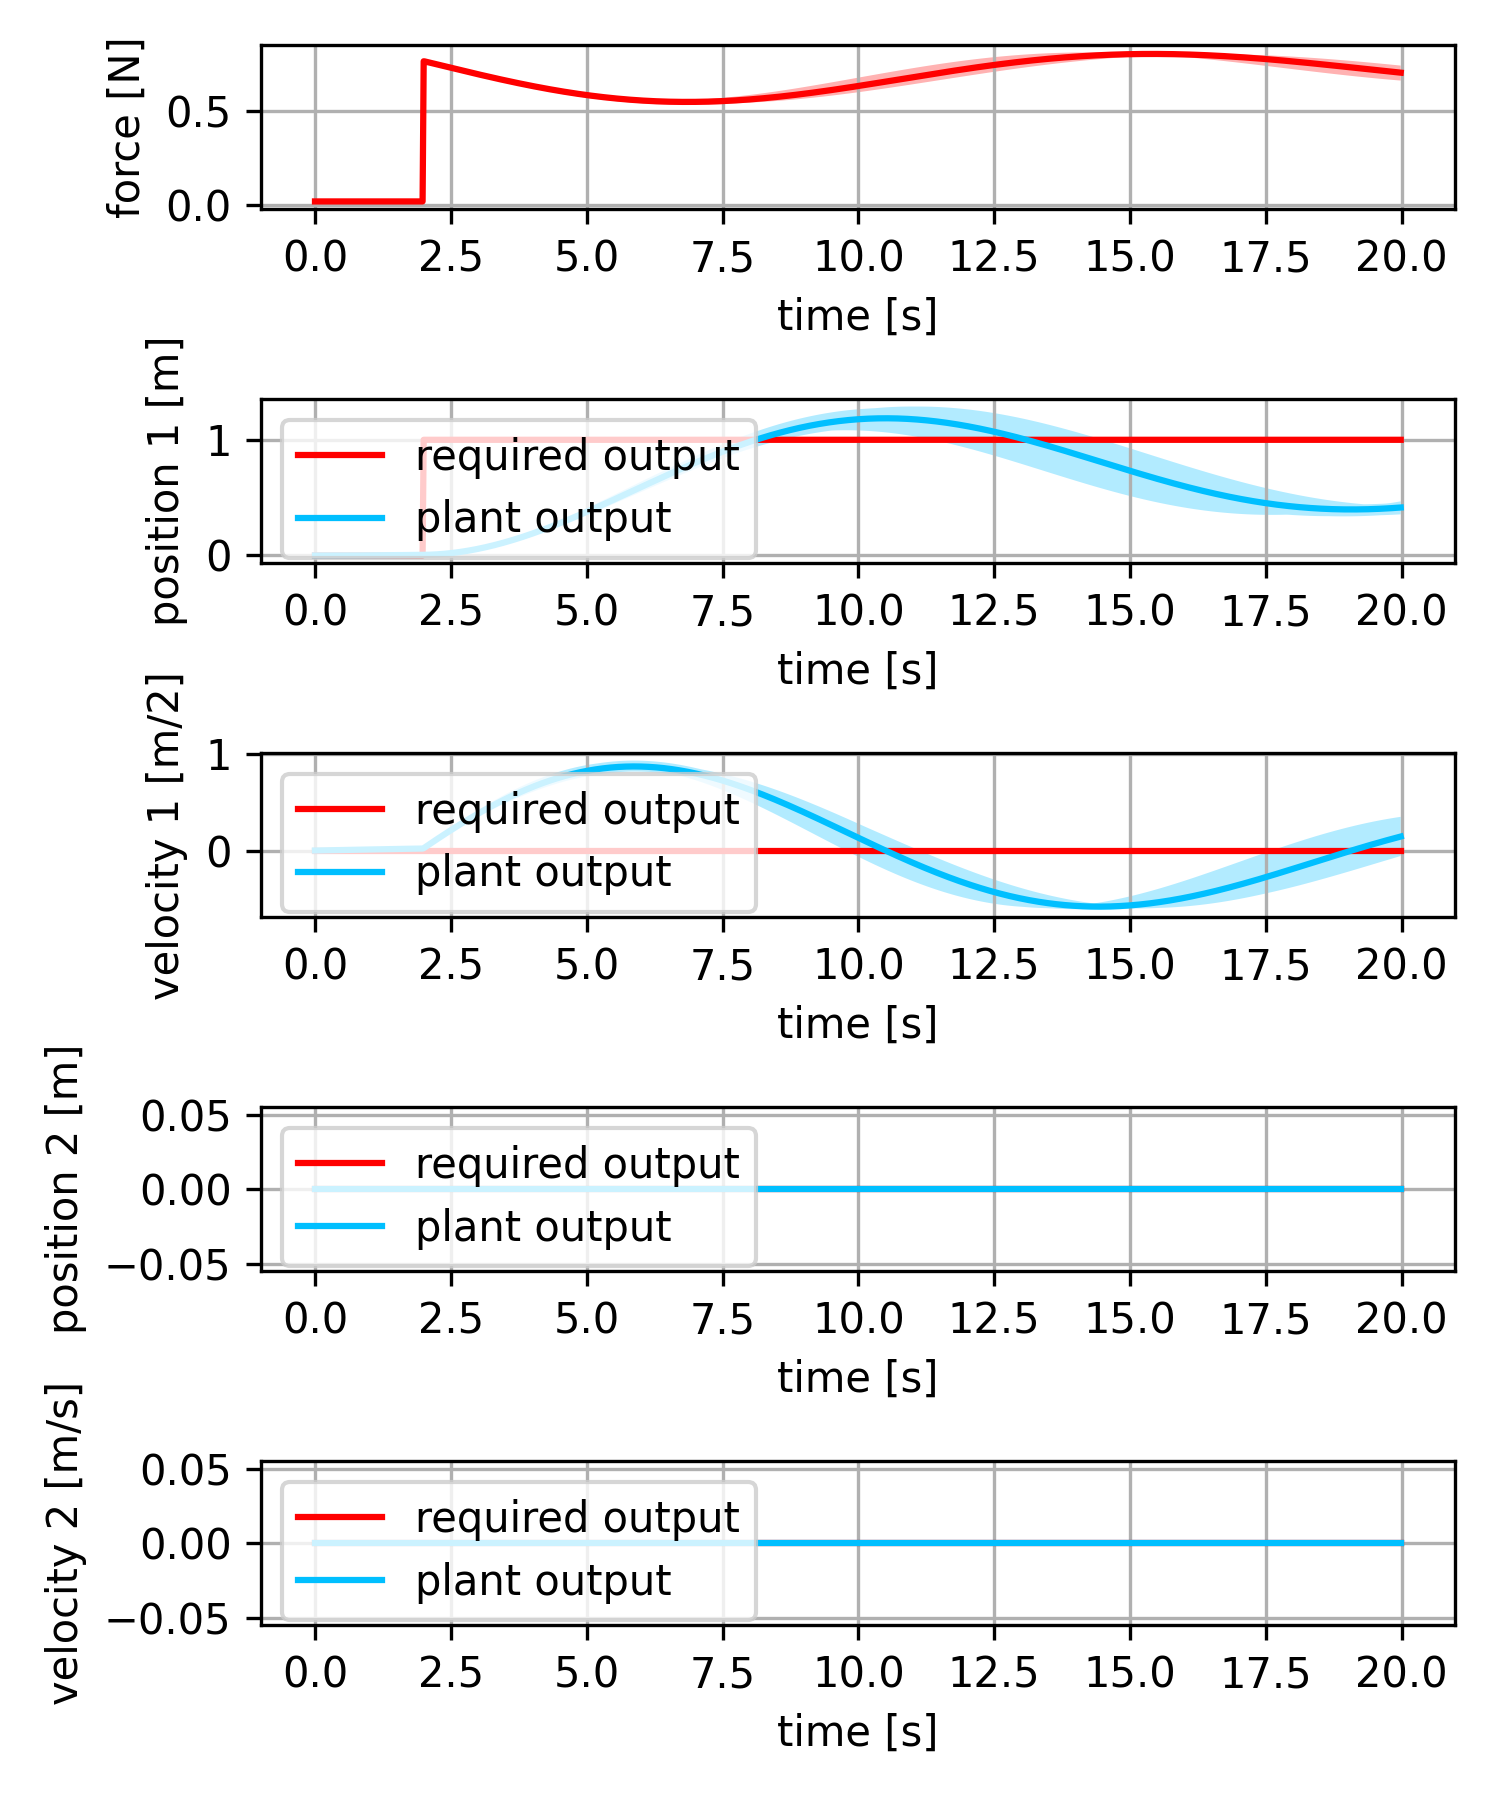 force [N]
0.5
0.0
0.0 2.5 5.0 7.5 10.0 12.5 15.0 17.5 20.0
time [s]
position 1 [m]
1
0
required output
plant output
0.0 2.5 5.0 7.5 10.0 12.5 15.0 17.5 20.0
time [s]
velocity 1 [m/2]
1
0
required output
plant output
0.0 2.5 5.0 7.5 10.0 12.5 15.0 17.5 20.0
time [s]
position 2 [m]
0.05
0.00
−0.05
required output
plant output
0.0 2.5 5.0 7.5 10.0 12.5 15.0 17.5 20.0
time [s]
velocity 2 [m/s]
0.05
0.00
−0.05
required output
plant output
0.0 2.5 5.0 7.5 10.0 12.5 15.0 17.5 20.0
time [s]